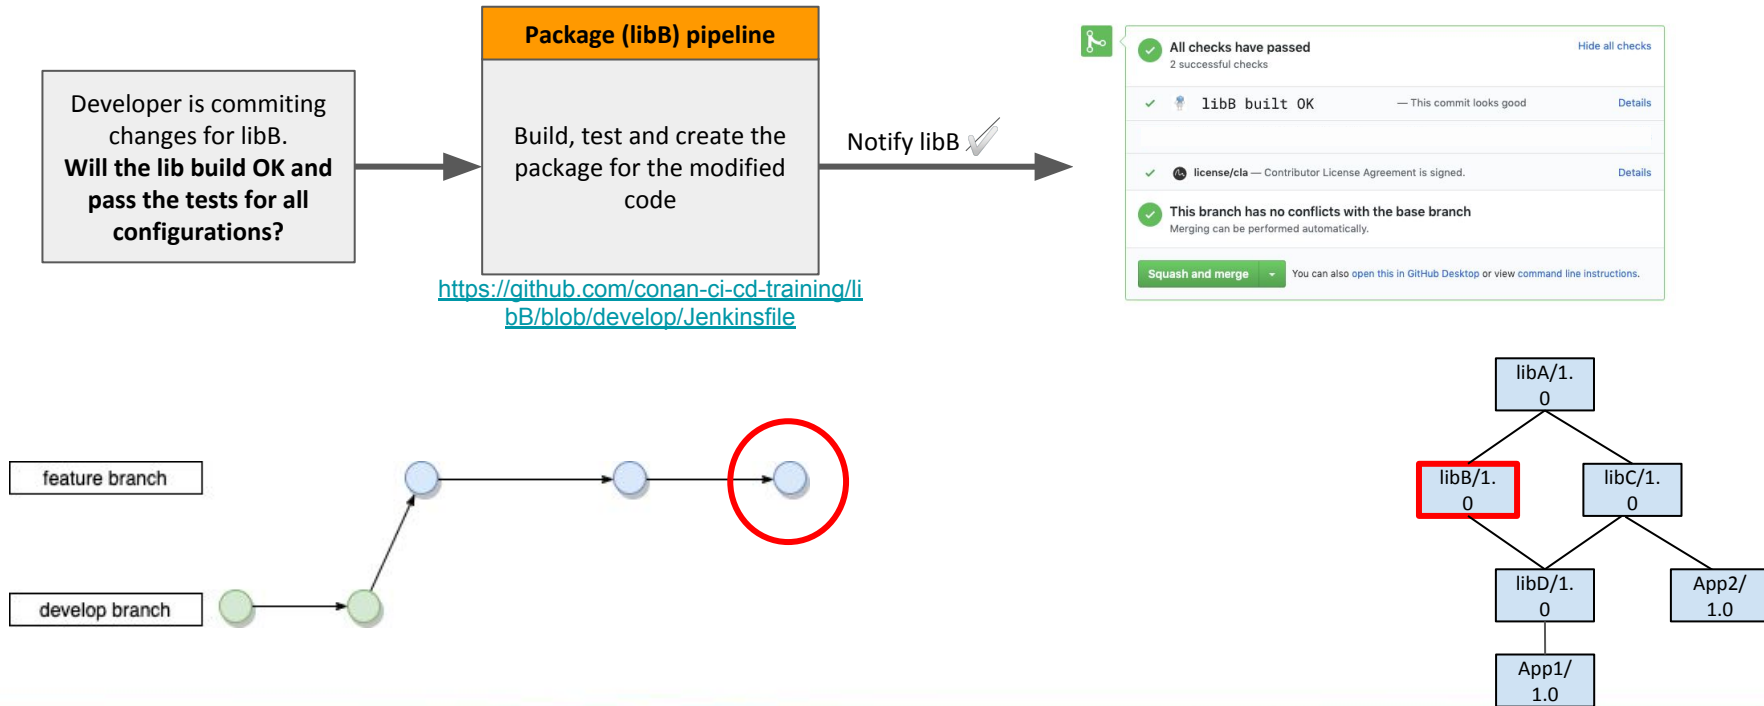 Developer is commiting
changes for libB.
Will the lib build OK and
pass the tests for all
configurations?
Package (libB) pipeline
Build, test and create the
package for the modified
code
https://github.com/conan-ci-cd-training/li
bB/blob/develop/Jenkinsfile
Notify libB
All checks have passed
Hide all checks
2 successful checks
libB built OK — This commit looks good
Details
license/cla — Contributor License Agreement is signed.
Details
This branch has no conflicts with the base branch
Merging can be performed automatically.
Squash and merge
You can also open this in GitHub Desktop or view command line instructions.
feature branch
develop branch
libA/1.
0
libB/1.
0
libC/1.
0
libD/1.
0
App2/
1.0
App1/
1.0